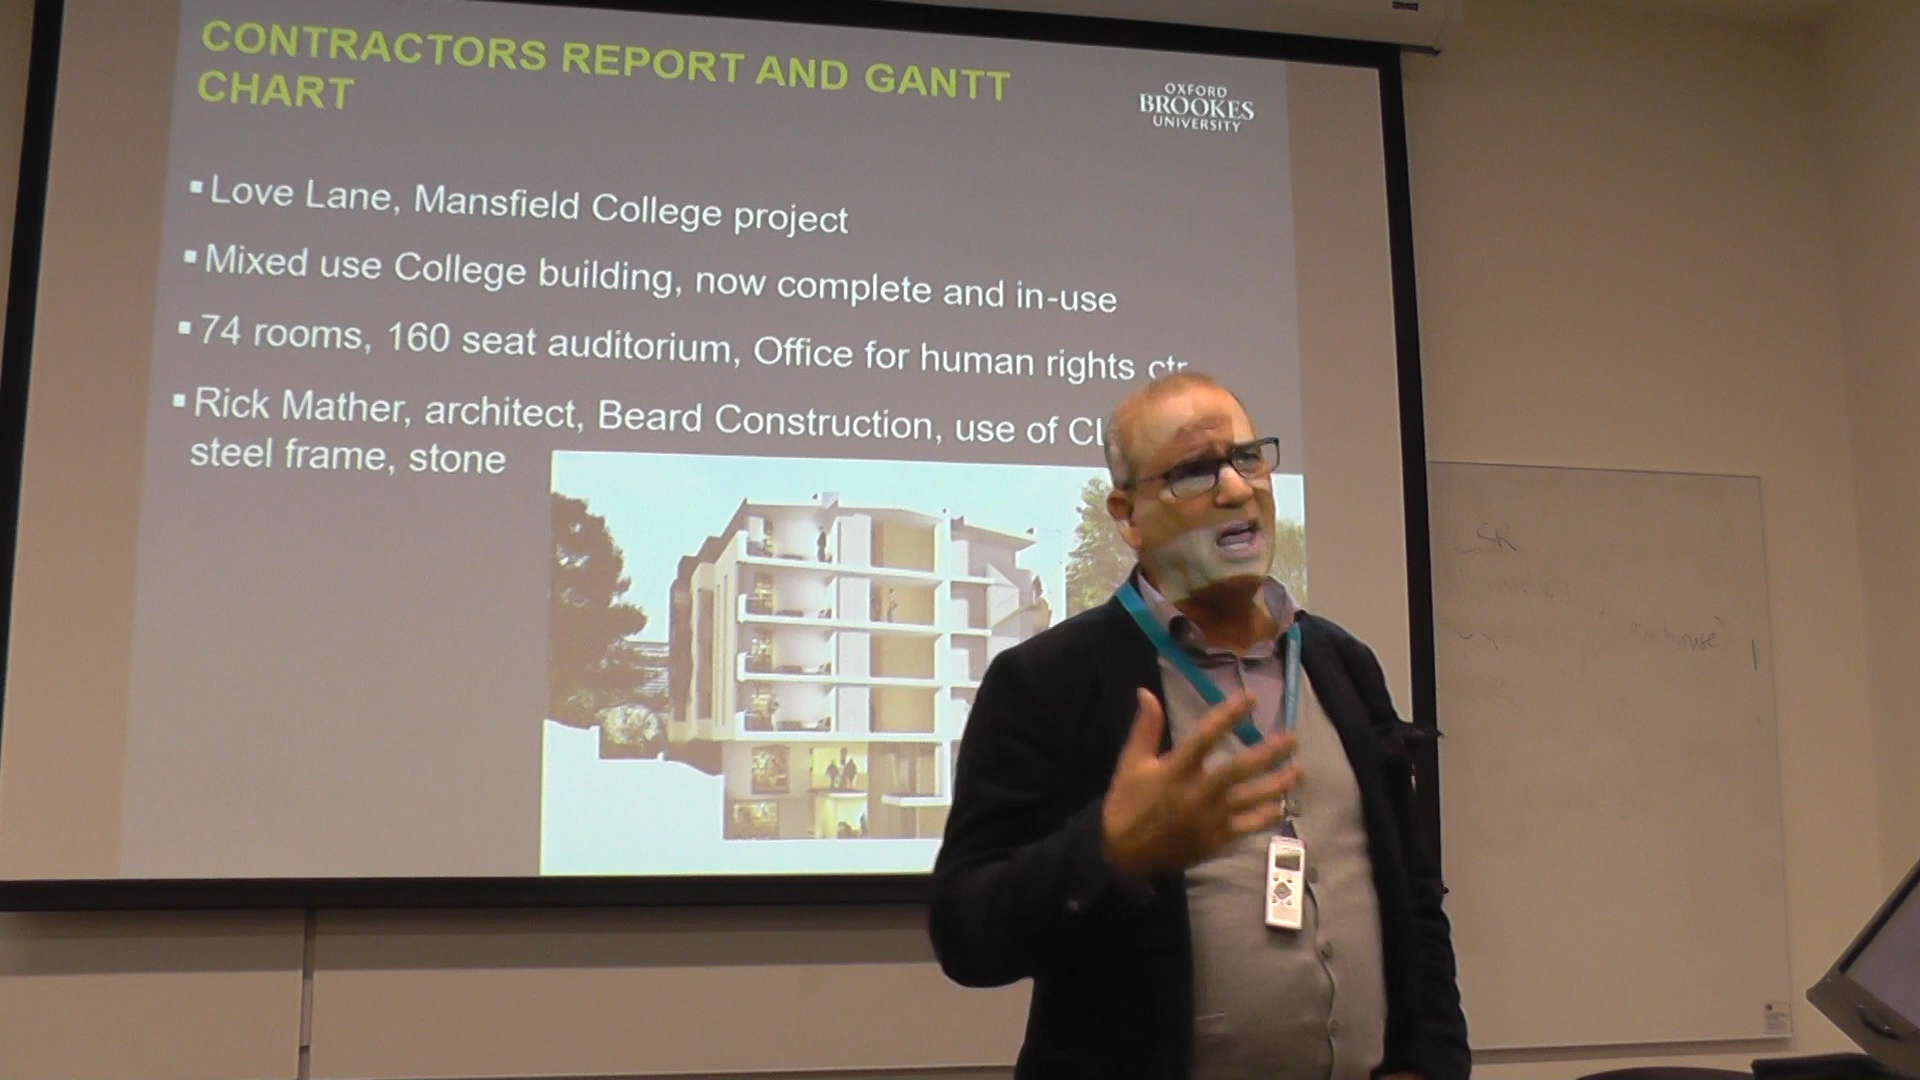 CONTRACTORS REPORT AND GANTT
CHART
OXFORD
BROOKES
UNIVERSITY
▪Love Lane, Mansfield College project
▪Mixed use College building, now complete and in-use
▪74 rooms, 160 seat auditorium, Office for human rights ctr
▪Rick Mather, architect, Beard Construction, use of CL
steel frame, stone